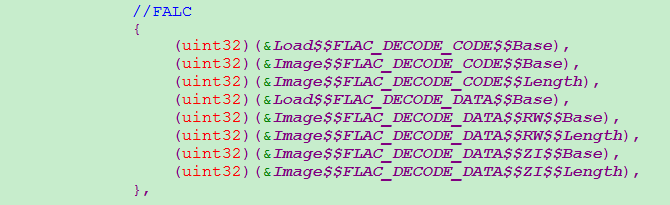 //FALC
{
(uint32)(&Load$$FLAC_DECODE_CODE$$Base),
(uint32)(&Image$$FLAC_DECODE_CODE$$Base),
(uint32)(&Image$$FLAC_DECODE_CODE$$Length),
(uint32)(&Load$$FLAC_DECODE_DATA$$Base),
(uint32)(&Image$$FLAC_DECODE_DATA$$RW$$Base),
(uint32)(&Image$$FLAC_DECODE_DATA$$RW$$Length),
(uint32)(&Image$$FLAC_DECODE_DATA$$ZI$$Base),
(uint32)(&Image$$FLAC_DECODE_DATA$$ZI$$Length),
},